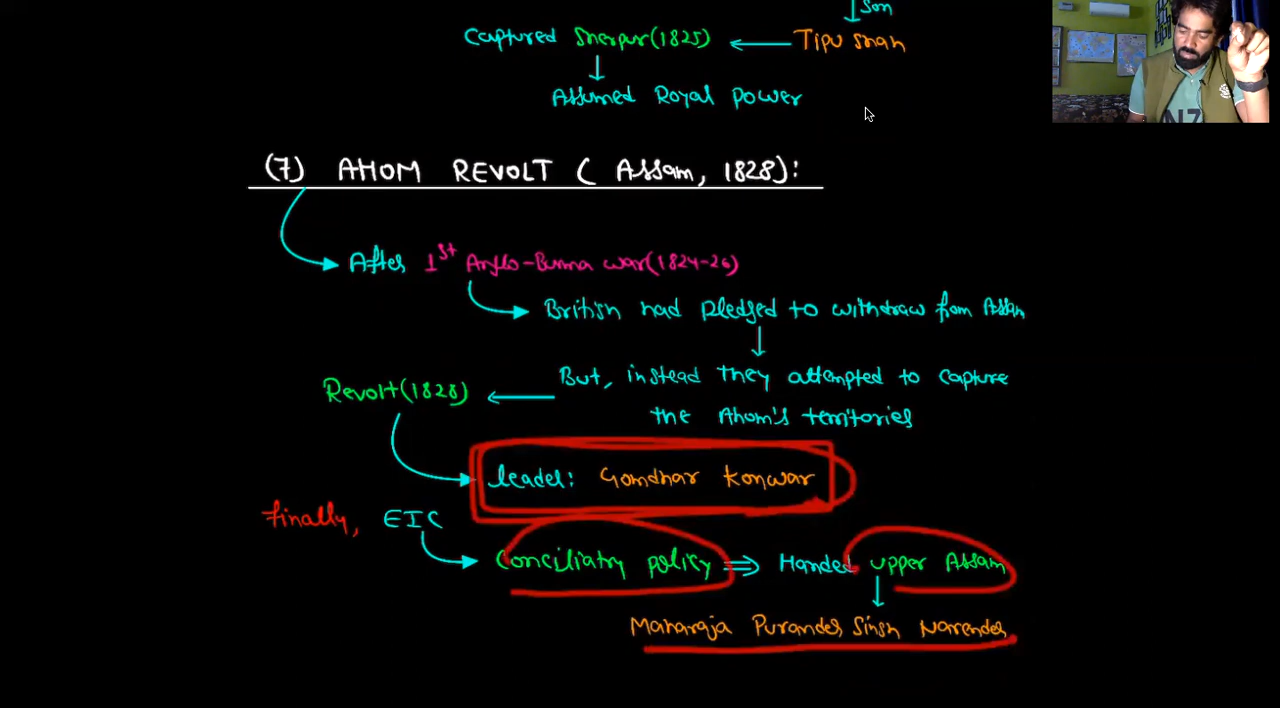 Son
Captured Sherpur(1825) ← Tipu Shah
Assumed Royal Power
(7) AHOM REVOLT ( Assam, 1828):
After 1st Anglo-Burma war(1824-26)
British had pledged to withdraw from Assam
But, instead they attempted to capture
the Ahom's territories
Revolt(1828)
leader: Gomdhar Konwar
finally, EIC
Conciliatry policy ⇒ Handed upper Assam
Maharaja Purander Singh Narender